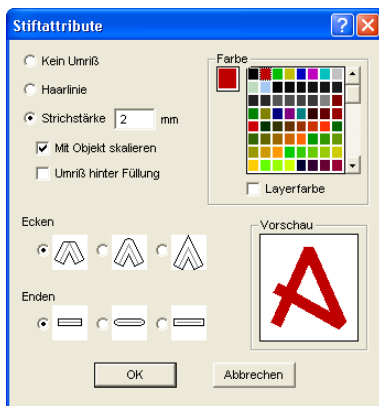 Stiftattribute
Kein Umriß
Haarlinie
Strichstärke 2 mm
Mit Objekt skalieren
Umriß hinter Füllung
Farbe
Layerfarbe
Ecken
Enden
Vorschau
OK
Abbrechen